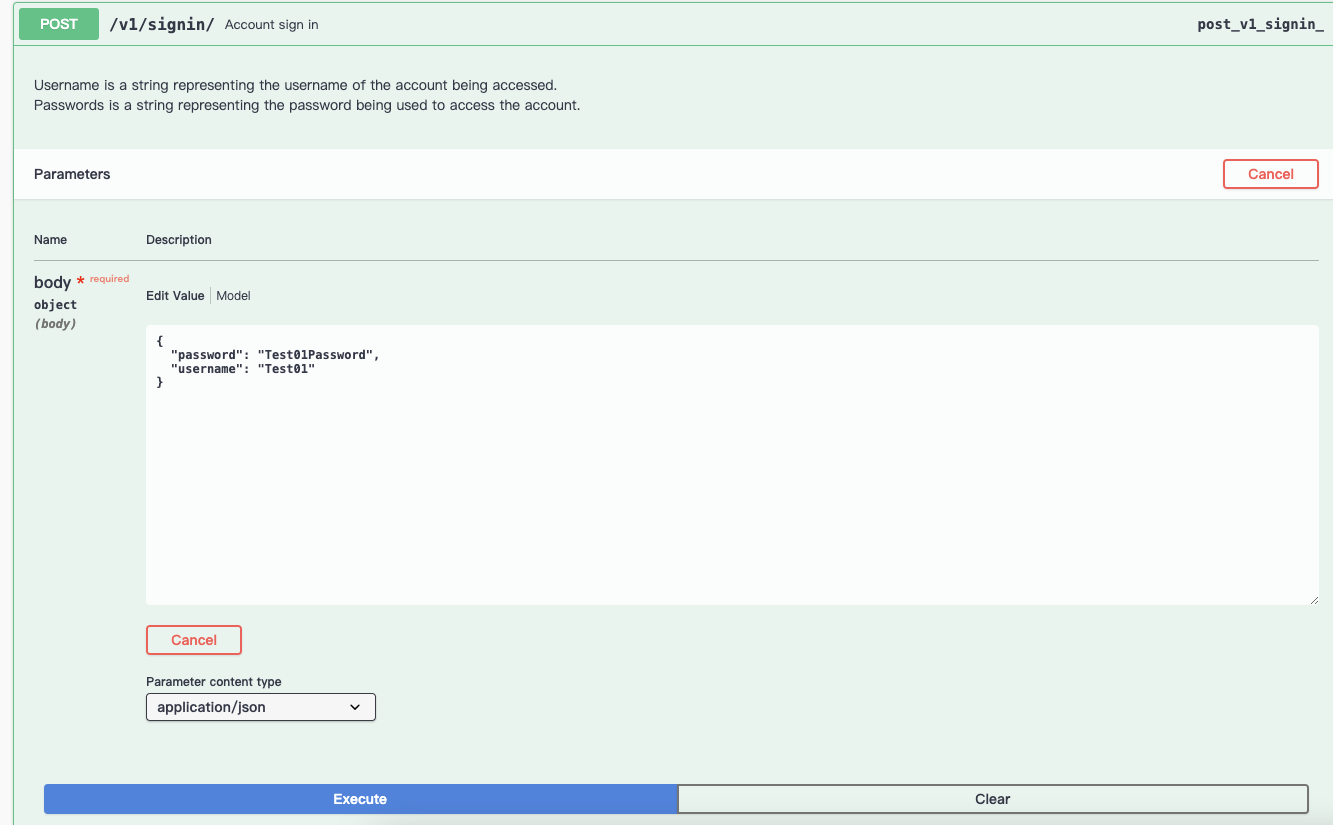 POST /v1/signin/ Account sign in post_v1_signin_
Username is a string representing the username of the account being accessed.
Passwords is a string representing the password being used to access the account.
Parameters Cancel
Name Description
body * required
object
(body)
Edit Value Model
{
"password": "Test01Password",
"username": "Test01"
}
Cancel
Parameter content type
application/json
Execute Clear